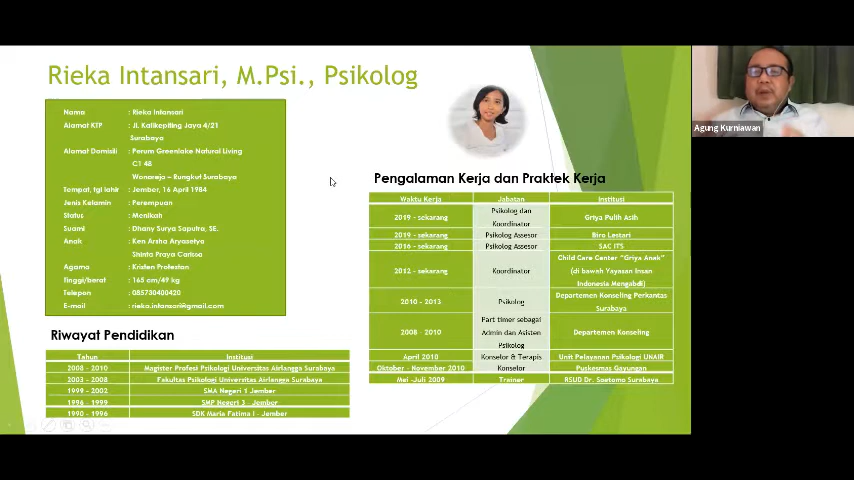 Rieka Intansari, M.Psi., Psikolog
Nama : Rieka Intansari
Alamat KTP : Jl. Kalikepiting Jaya 4/21
Surabaya
Alamat Domisili : Perum Greenlake Natural Living
C1 48
Wonorejo – Rungkut Surabaya
Tempat, tgl lahir : Jember, 16 April 1984
Jenis Kelamin : Perempuan
Status : Menikah
Suami : Dhany Surya Saputra, SE.
Anak : Ken Arsha Aryasetya
Shinta Praya Carissa
Agama : Kristen Protestan
Tinggi/berat : 165 cm/49 kg
Telepon : 085730400420
E-mail : rieka.intansari@gmail.com
Riwayat Pendidikan
Tahun Institusi
2008 - 2010 Magister Profesi Psikologi Universitas Airlangga Surabaya
2003 - 2008 Fakultas Psikologi Universitas Airlangga Surabaya
1999 - 2002 SMA Negeri 1 Jember
1996 - 1999 SMP Negeri 3 - Jember
1990 - 1996 SDK Maria Fatima I - Jember
Pengalaman Kerja dan Praktek Kerja
Waktu Kerja Jabatan Institusi
2019 - sekarang Psikolog dan Koordinator Griya Pulih Asih
2019 - sekarang Psikolog Assesor Biro Lestari
2016 - sekarang Psikolog Assesor SAC ITS
2012 - sekarang Koordinator Child Care Center "Griya Anak"
(di bawah Yayasan Insan
Indonesia Mengabdi)
2010 - 2013 Psikolog Departemen Konseling Perkantas
Surabaya
2008 - 2010 Part timer sebagai
Admin dan Asisten
Psikolog Departemen Konseling
April 2010 Konselor & Terapis Unit Pelayanan Psikologi UNAIR
Oktober - November 2010 Konselor Puskesmas Gayungan
Mei -Juli 2009 Trainer RSUD Dr. Soetomo Surabaya
Agung Kurniawan